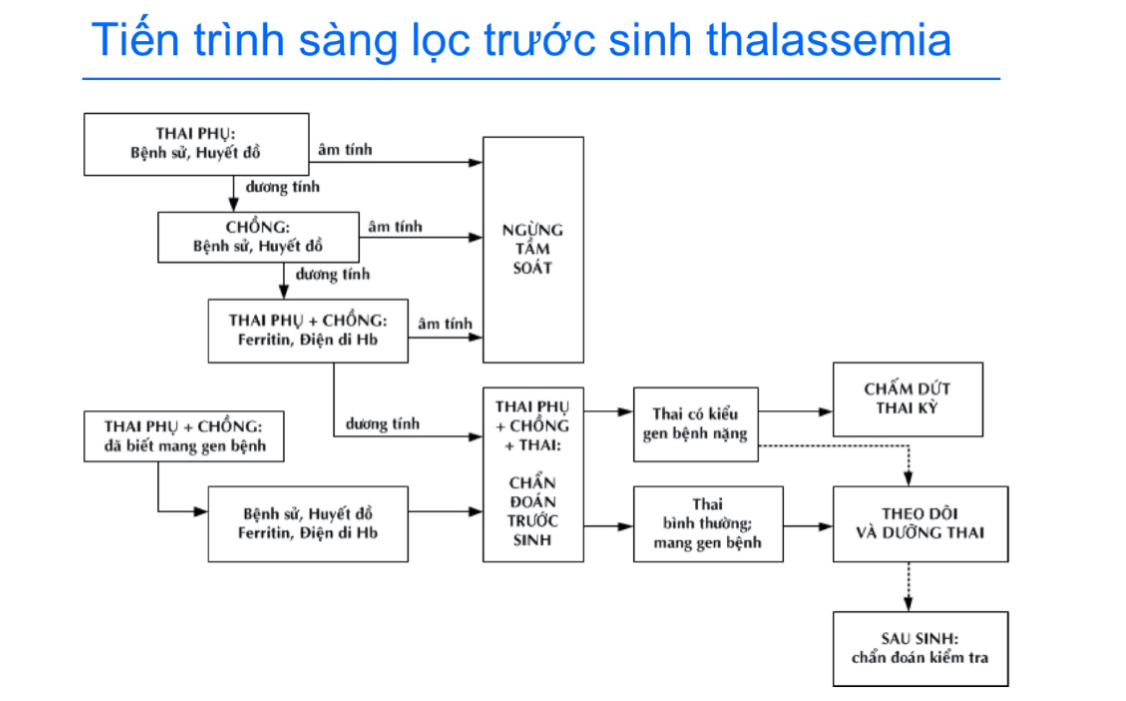 Tiến trình sàng lọc trước sinh thalassemia
THAI PHỤ:
Bệnh sử, Huyết đồ
âm tính
dương tính
CHỒNG:
Bệnh sử, Huyết đồ
âm tính
dương tính
THAI PHỤ + CHỒNG:
Ferritin, Điện di Hb
âm tính
NGỪNG
TẦM
SOÁT
dương tính
THAI PHỤ + CHỒNG:
đã biết mang gen bệnh
Bệnh sử, Huyết đồ
Ferritin, Điện di Hb
THAI PHỤ
+ CHỒNG
+ THAI:
CHẨN
ĐOÁN
TRƯỚC
SINH
Thai có kiểu
gen bệnh nặng
CHẤM DỨT
THAI KỲ
Thai
bình thường;
mang gen bệnh
THEO DÕI
VÀ DƯỠNG THAI
SAU SINH:
chẩn đoán kiểm tra